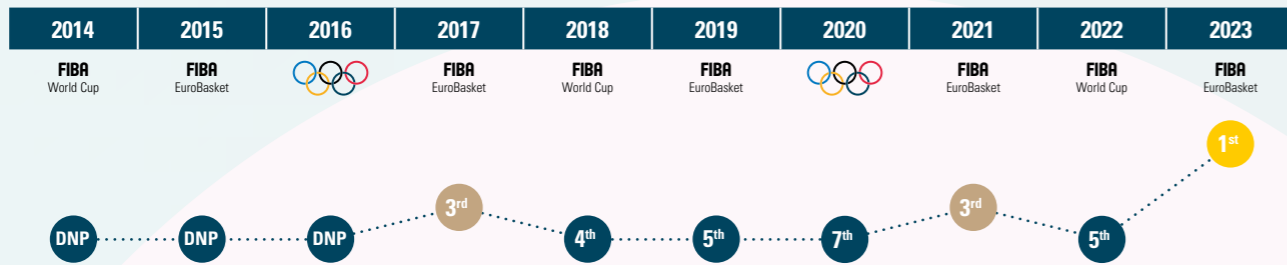 2014 2015 2016 2017 2018 2019 2020 2021 2022 2023
FIBA FIBA FIBA FIBA FIBA FIBA FIBA FIBA
World Cup EuroBasket EuroBasket World Cup EuroBasket EuroBasket World Cup EuroBasket
1st
3rd 3rd
DNP DNP DNP 4th 5th 7th 5th